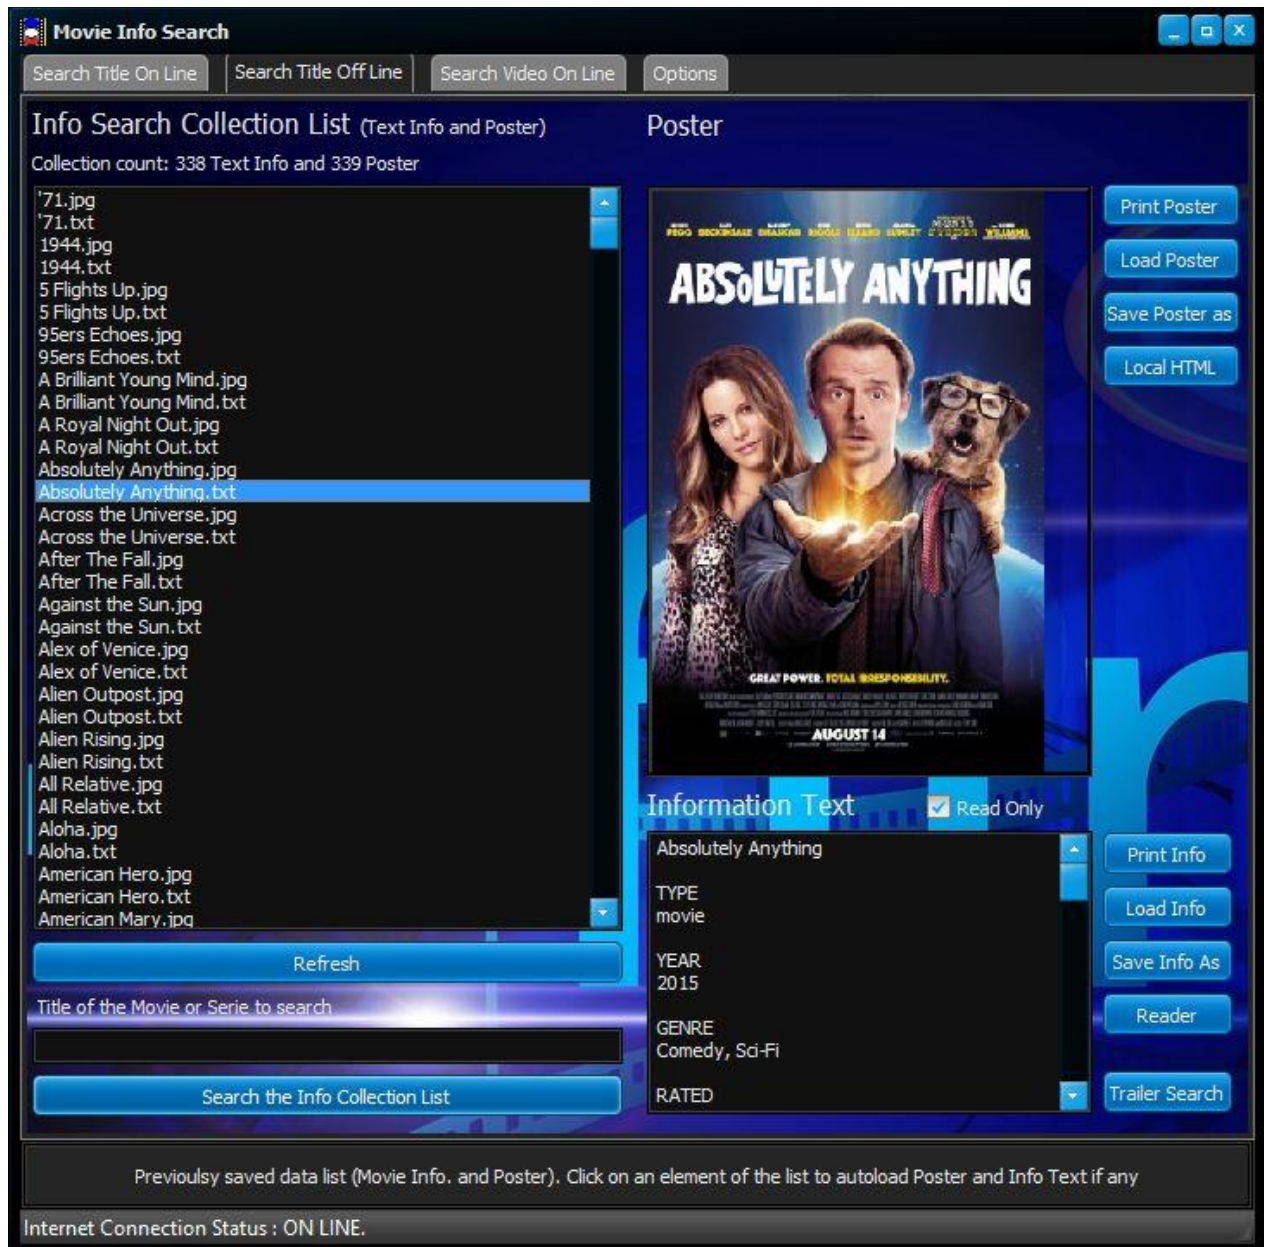 Movie Info Search
Search Title On Line
Search Title Off Line
Search Video On Line
Options
Info Search Collection List (Text Info and Poster)
Collection count: 338 Text Info and 339 Poster
'71.jpg
'71.txt
1944.jpg
1944.txt
5 Flights Up.jpg
5 Flights Up.txt
95ers Echoes.jpg
95ers Echoes.txt
A Brilliant Young Mind.jpg
A Brilliant Young Mind.txt
A Royal Night Out.jpg
A Royal Night Out.txt
Absolutely Anything.jpg
Absolutely Anything.txt
Across the Universe.jpg
Across the Universe.txt
After The Fall.jpg
After The Fall.txt
Against the Sun.jpg
Against the Sun.txt
Alex of Venice.jpg
Alex of Venice.txt
Alien Outpost.jpg
Alien Outpost.txt
Alien Rising.jpg
Alien Rising.txt
All Relative.jpg
All Relative.txt
Aloha.jpg
Aloha.txt
American Hero.jpg
American Hero.txt
American Mary.jpg
Refresh
Title of the Movie or Serie to search
Search the Info Collection List
Poster
PEGG BECKINSALE BHASKAR RIGGLE IZZARD LUMLEY MONTY PYTHON WILLIAMS
ABSOLUTELY ANYTHING
GREAT POWER. TOTAL IRRESPONSIBILITY.
AUGUST 14
Print Poster
Load Poster
Save Poster as
Local HTML
Information Text
Read Only
Absolutely Anything
TYPE
movie
YEAR
2015
GENRE
Comedy, Sci-Fi
RATED
Print Info
Load Info
Save Info As
Reader
Trailer Search
Previoulsy saved data list (Movie Info. and Poster). Click on an element of the list to autoload Poster and Info Text if any
Internet Connection Status : ON LINE.